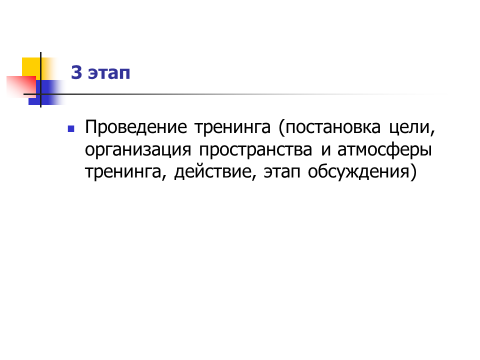 3 этап
Проведение тренинга (постановка цели,
организация пространства и атмосферы
тренинга, действие, этап обсуждения)